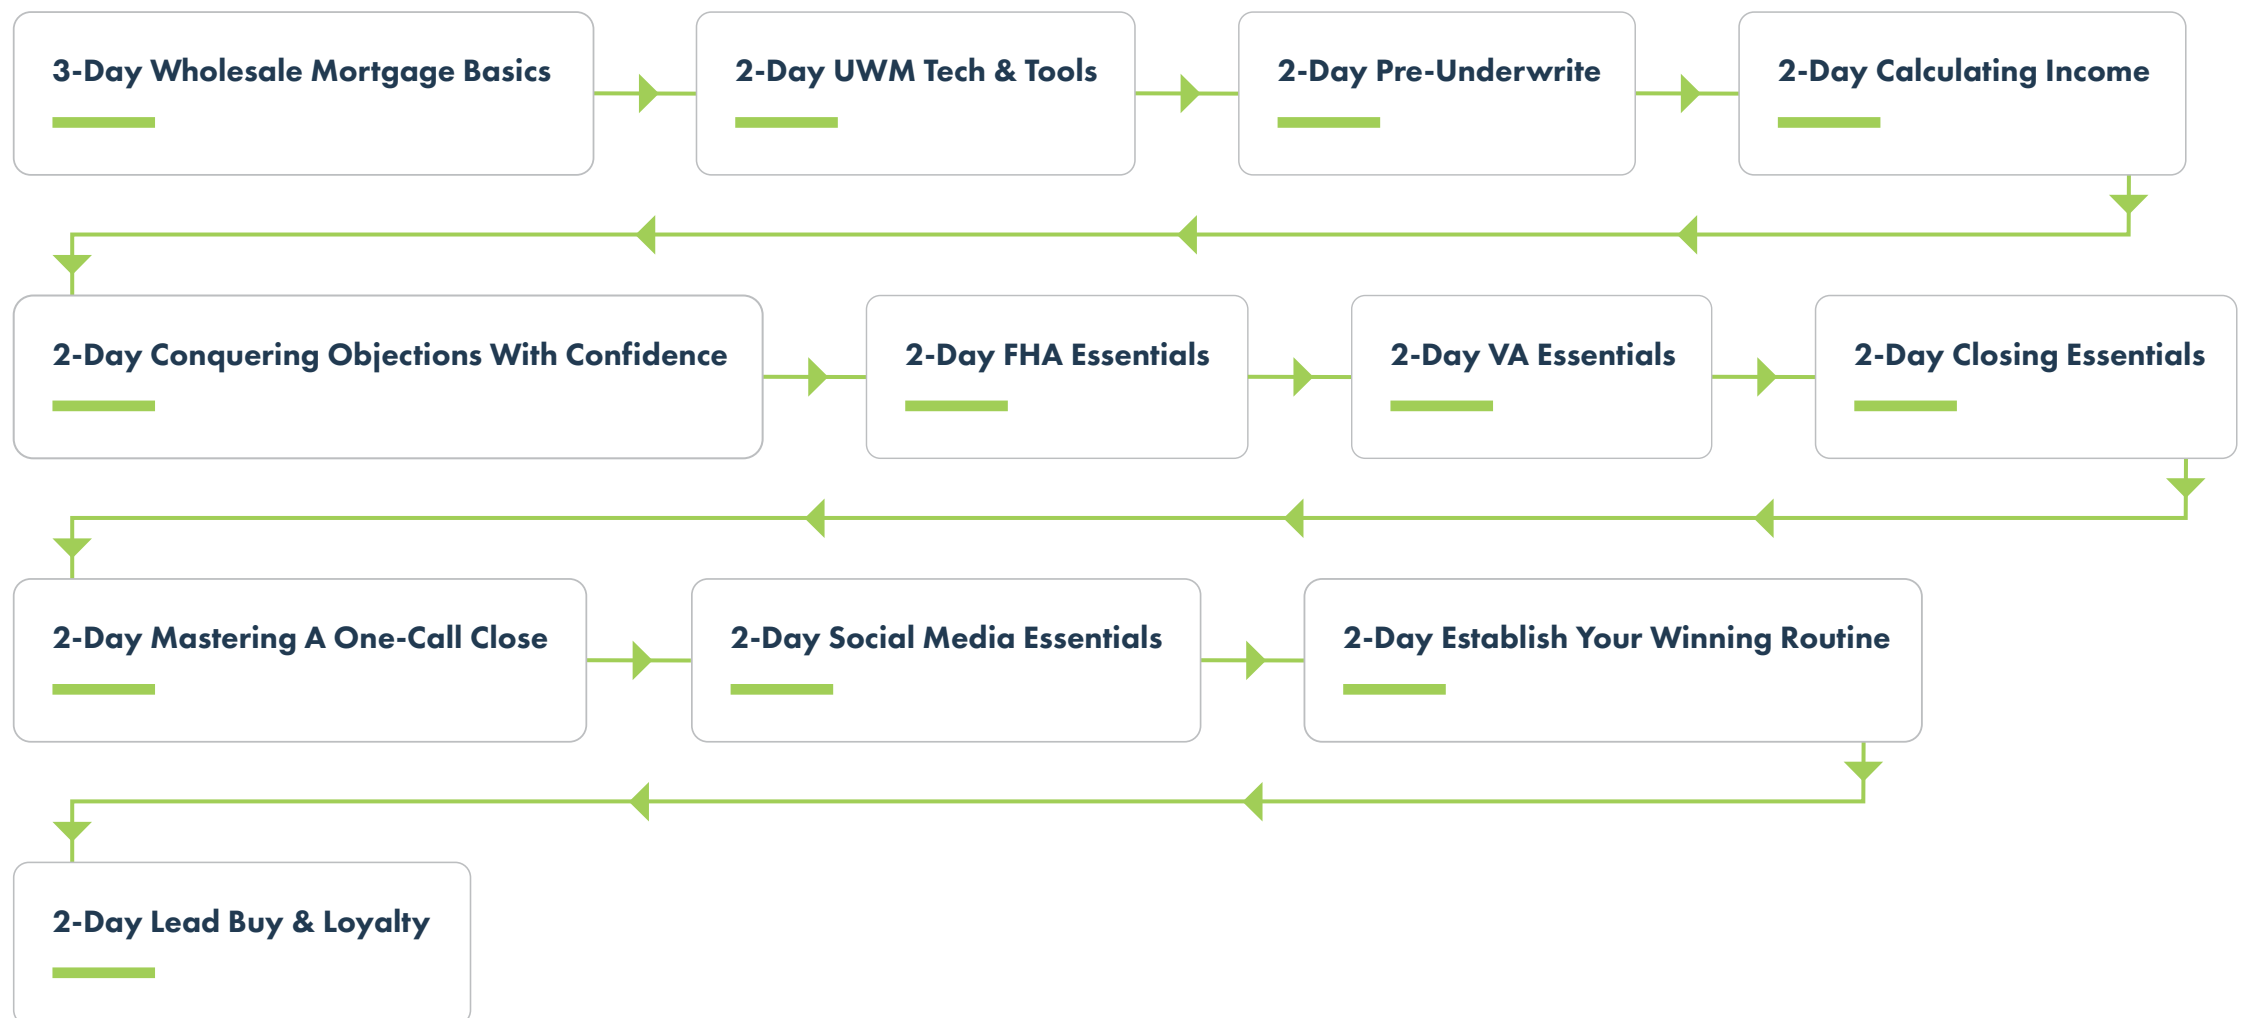 3-Day Wholesale Mortgage Basics
2-Day UWM Tech & Tools
2-Day Pre-Underwrite
2-Day Calculating Income
2-Day Conquering Objections With Confidence
2-Day FHA Essentials
2-Day VA Essentials
2-Day Closing Essentials
2-Day Mastering A One-Call Close
2-Day Social Media Essentials
2-Day Establish Your Winning Routine
2-Day Lead Buy & Loyalty